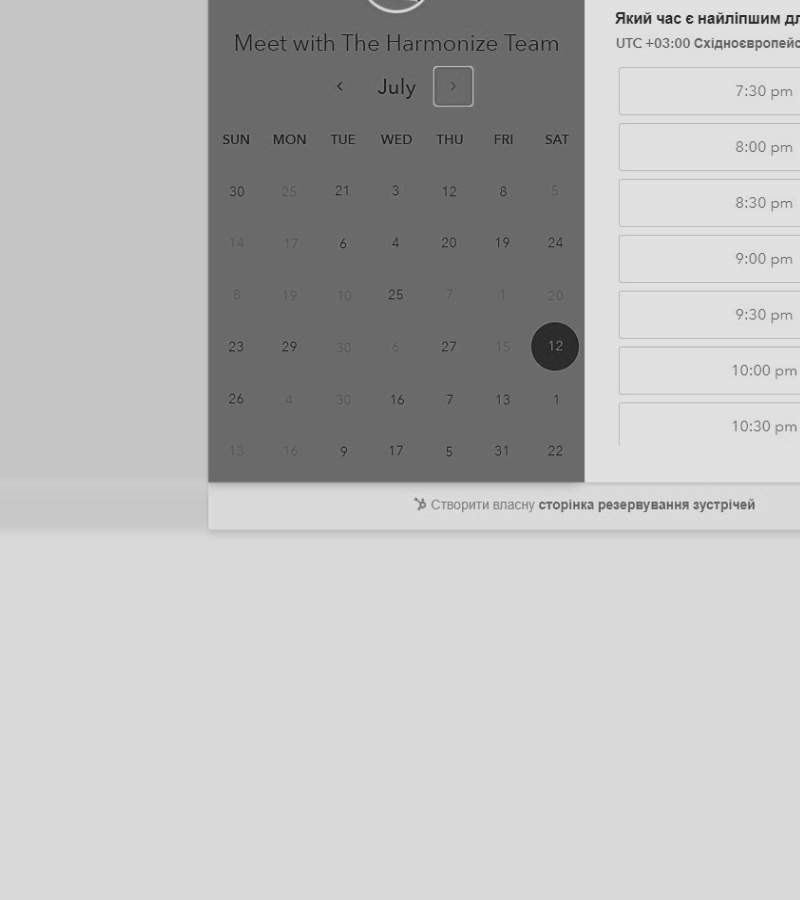 Meet with The Harmonize Team
July
SUN MON TUE WED THU FRI SAT
30 25 21 3 12 8 5
14 17 6 4 20 19 24
8 19 10 25 7 1 20
23 29 30 6 27 15 12
26 4 30 16 7 13 1
13 16 9 17 5 31 22
Який час є найліпшим
UTC +03:00
7:30 pm
8:00 pm
8:30 pm
9:00 pm
9:30 pm
10:00 pm
10:30 pm
Створити власну сторінка резервування зустрічей